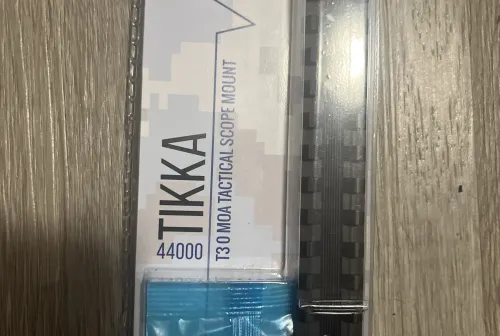 TIKKA
44000
T3 0 MOA TACTICAL SCOPE MOUNT